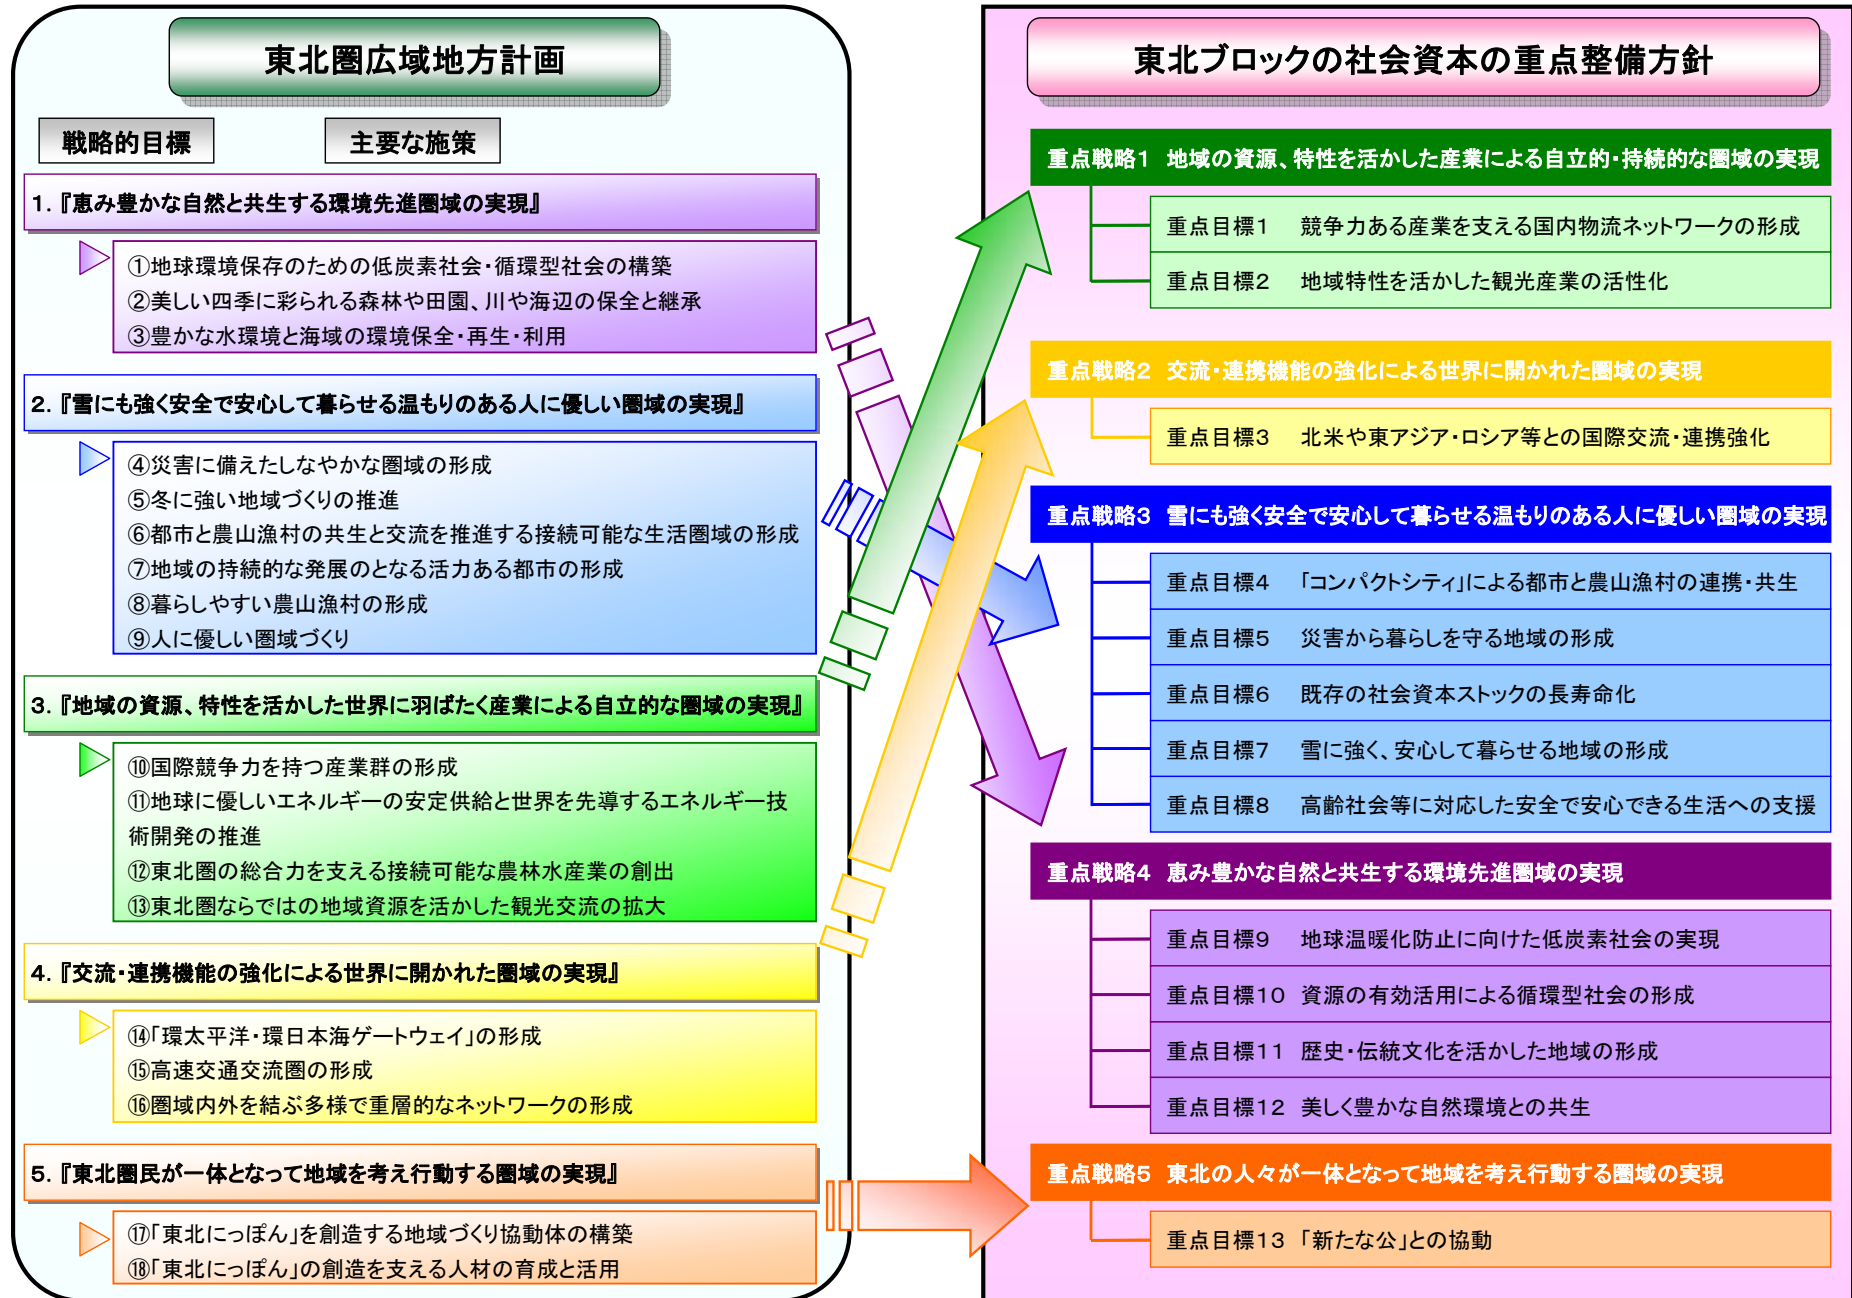 東北圏広域地方計画
戦略的目標
主要な施策
1.『恵み豊かな自然と共生する環境先進圏域の実現』
①地球環境保存のための低炭素社会・循環型社会の構築
②美しい四季に彩られる森林や田園、川や海辺の保全と継承
③豊かな水環境と海域の環境保全・再生・利用
2.『雪にも強く安全で安心して暮らせる温もりのある人に優しい圏域の実現』
④災害に備えたしなやかな圏域の形成
⑤冬に強い地域づくりの推進
⑥都市と農山漁村の共生と交流を推進する接続可能な生活圏域の形成
⑦地域の持続的な発展のとなる活力ある都市の形成
⑧暮らしやすい農山漁村の形成
⑨人に優しい圏域づくり
3.『地域の資源、特性を活かした世界に羽ばたく産業による自立的な圏域の実現』
⑩国際競争力を持つ産業群の形成
⑪地球に優しいエネルギーの安定供給と世界を先導するエネルギー技
術開発の推進
⑫東北圏の総合力を支える接続可能な農林水産業の創出
⑬東北圏ならではの地域資源を活かした観光交流の拡大
4.『交流・連携機能の強化による世界に開かれた圏域の実現』
⑭「環太平洋・環日本海ゲートウェイ」の形成
⑮高速交通交流圏の形成
⑯圏域内外を結ぶ多様で重層的なネットワークの形成
5.『東北圏民が一体となって地域を考え行動する圏域の実現』
⑰「東北にっぽん」を創造する地域づくり協動体の構築
⑱「東北にっぽん」の創造を支える人材の育成と活用
東北ブロックの社会資本の重点整備方針
重点戦略1 地域の資源、特性を活かした産業による自立的・持続的な圏域の実現
重点目標1 競争力ある産業を支える国内物流ネットワークの形成
重点目標2 地域特性を活かした観光産業の活性化
重点戦略2 交流・連携機能の強化による世界に開かれた圏域の実現
重点目標3 北米や東アジア・ロシア等との国際交流・連携強化
重点戦略3 雪にも強く安全で安心して暮らせる温もりのある人に優しい圏域の実現
重点目標4 「コンパクトシティ」による都市と農山漁村の連携・共生
重点目標5 災害から暮らしを守る地域の形成
重点目標6 既存の社会資本ストックの長寿命化
重点目標7 雪に強く、安心して暮らせる地域の形成
重点目標8 高齢社会等に対応した安全で安心できる生活への支援
重点戦略4 恵み豊かな自然と共生する環境先進圏域の実現
重点目標9 地球温暖化防止に向けた低炭素社会の実現
重点目標10 資源の有効活用による循環型社会の形成
重点目標11 歴史・伝統文化を活かした地域の形成
重点目標12 美しく豊かな自然環境との共生
重点戦略5 東北の人々が一体となって地域を考え行動する圏域の実現
重点目標13 「新たな公」との協動